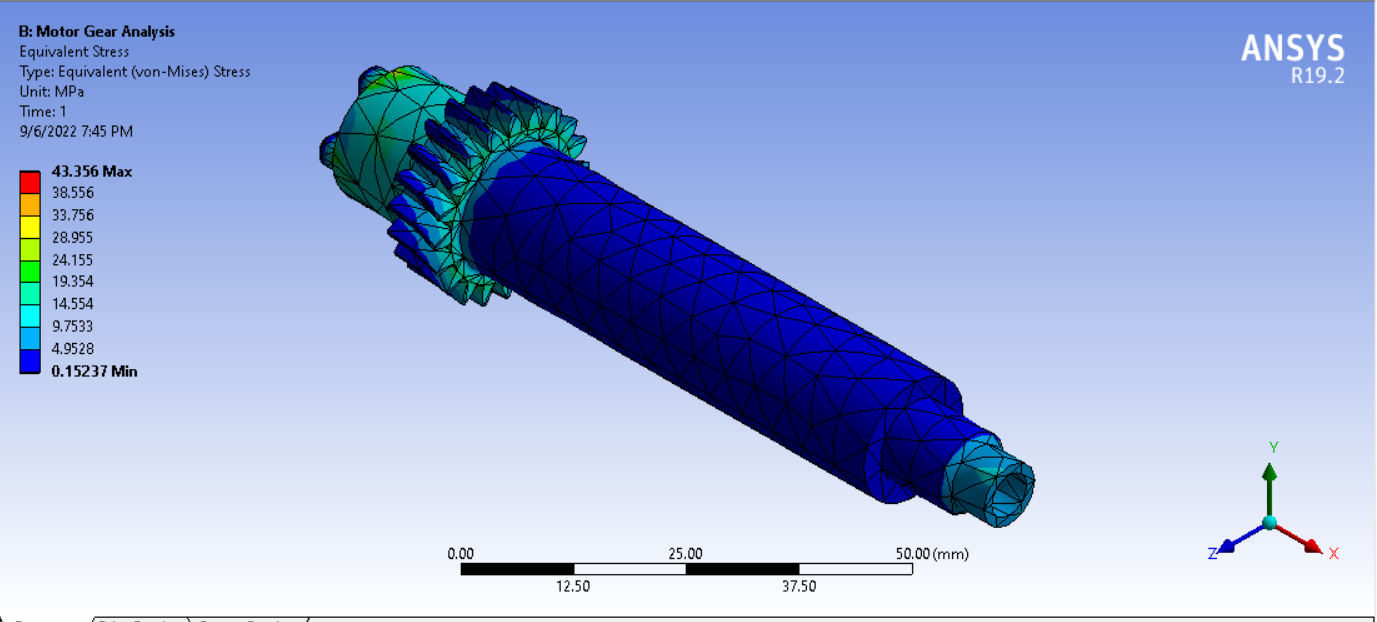 B: Motor Gear Analysis
Equivalent Stress
Type: Equivalent (von-Mises) Stress
Unit: MPa
Time: 1
9/6/2022 7:45 PM
43.356 Max
38.556
33.756
28.955
24.155
19.354
14.554
9.7533
4.9528
0.15237 Min
ANSYS
R19.2
0.00 25.00 50.00 (mm)
12.50 37.50
Y
Z X